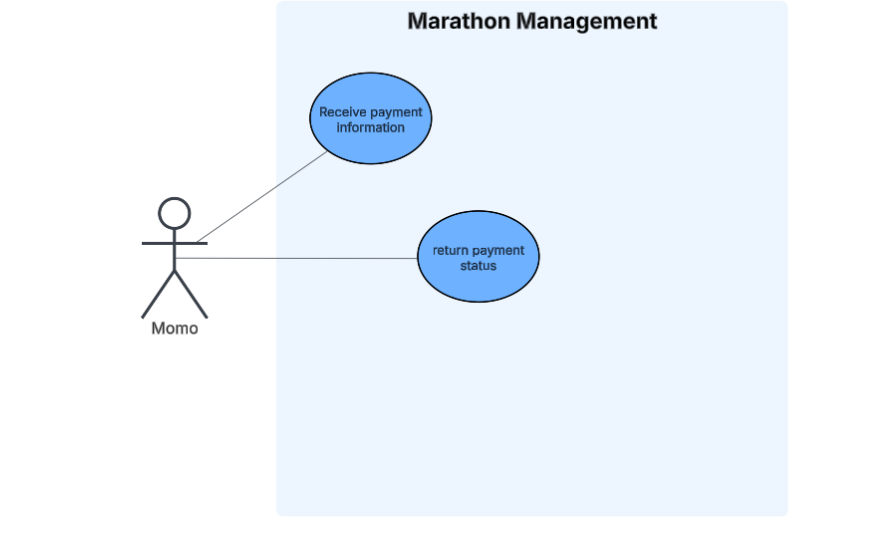 Marathon Management
Receive payment
information
return payment
status
Momo